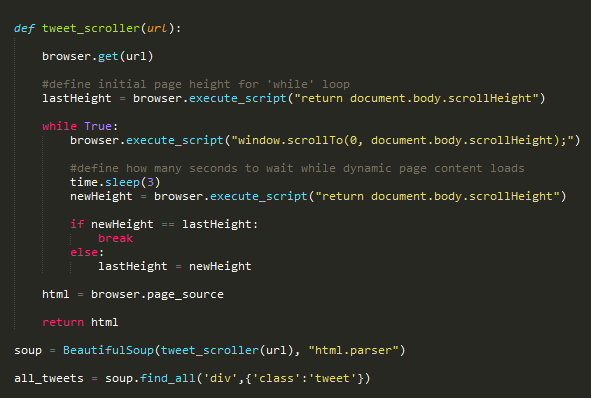 def tweet_scroller(url):
browser.get(url)
#define initial page height for 'while' loop
lastHeight = browser.execute_script("return document.body.scrollHeight")
while True:
browser.execute_script("window.scrollTo(0, document.body.scrollHeight);")
#define how many seconds to wait while dynamic page content loads
time.sleep(3)
newHeight = browser.execute_script("return document.body.scrollHeight")
if newHeight == lastHeight:
break
else:
lastHeight = newHeight
html = browser.page_source
return html
soup = BeautifulSoup(tweet_scroller(url), "html.parser")
all_tweets = soup.find_all('div',{'class':'tweet'})